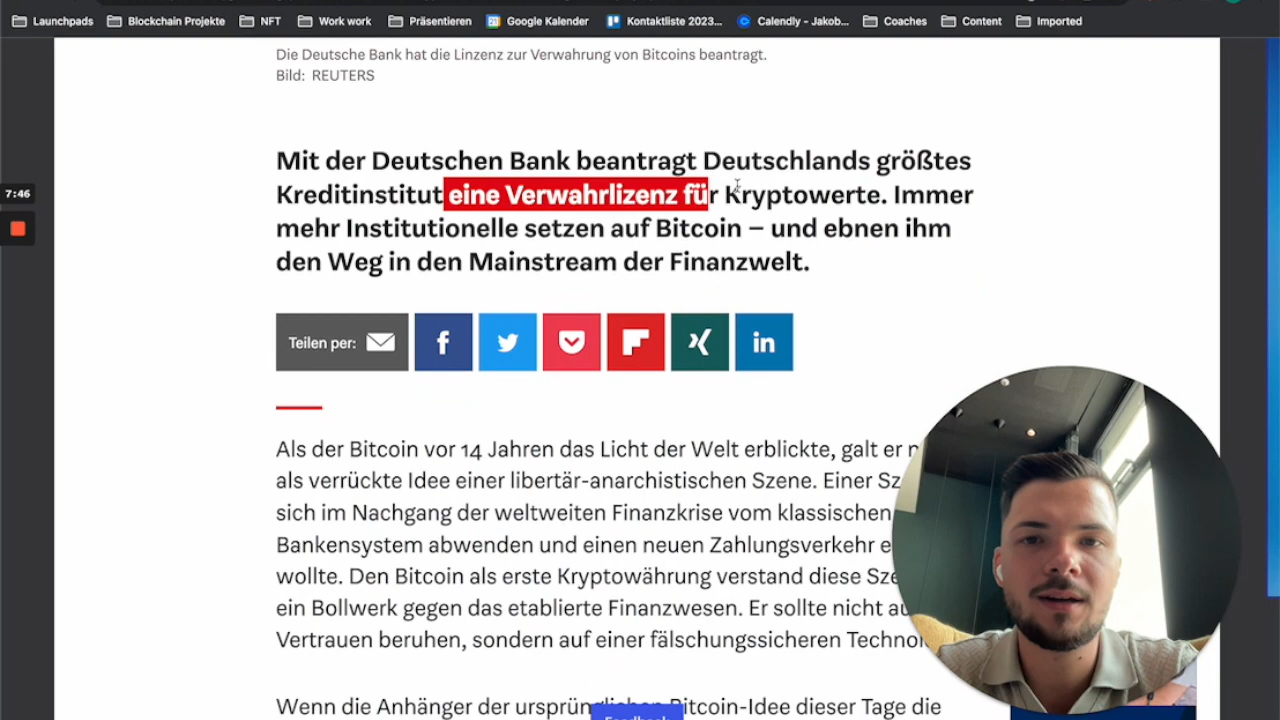 Launchpads Blockchain Projekte NFT Work work Präsentieren Google Kalender Kontaktliste 2023... Calendly - Jakob... Coaches Content Imported
Die Deutsche Bank hat die Linzenz zur Verwahrung von Bitcoins beantragt.
Bild: REUTERS
7:46
Mit der Deutschen Bank beantragt Deutschlands größtes
Kreditinstitut eine Verwahrlizenz für Kryptowerte. Immer
mehr Institutionelle setzen auf Bitcoin – und ebnen ihm
den Weg in den Mainstream der Finanzwelt.
Teilen per:
Als der Bitcoin vor 14 Jahren das Licht der Welt erblickte, galt er
als verrückte Idee einer libertär-anarchistischen Szene. Einer
sich im Nachgang der weltweiten Finanzkrise vom klassischen
Bankensystem abwenden und einen neuen Zahlungsverkehr
wollte. Den Bitcoin als erste Kryptowährung verstand diese
ein Bollwerk gegen das etablierte Finanzwesen. Er sollte nicht
Vertrauen beruhen, sondern auf einer fälschungssicheren
Wenn die Anhänger der ursprünglichen Bitcoin-Idee dieser Tage die
Feedback